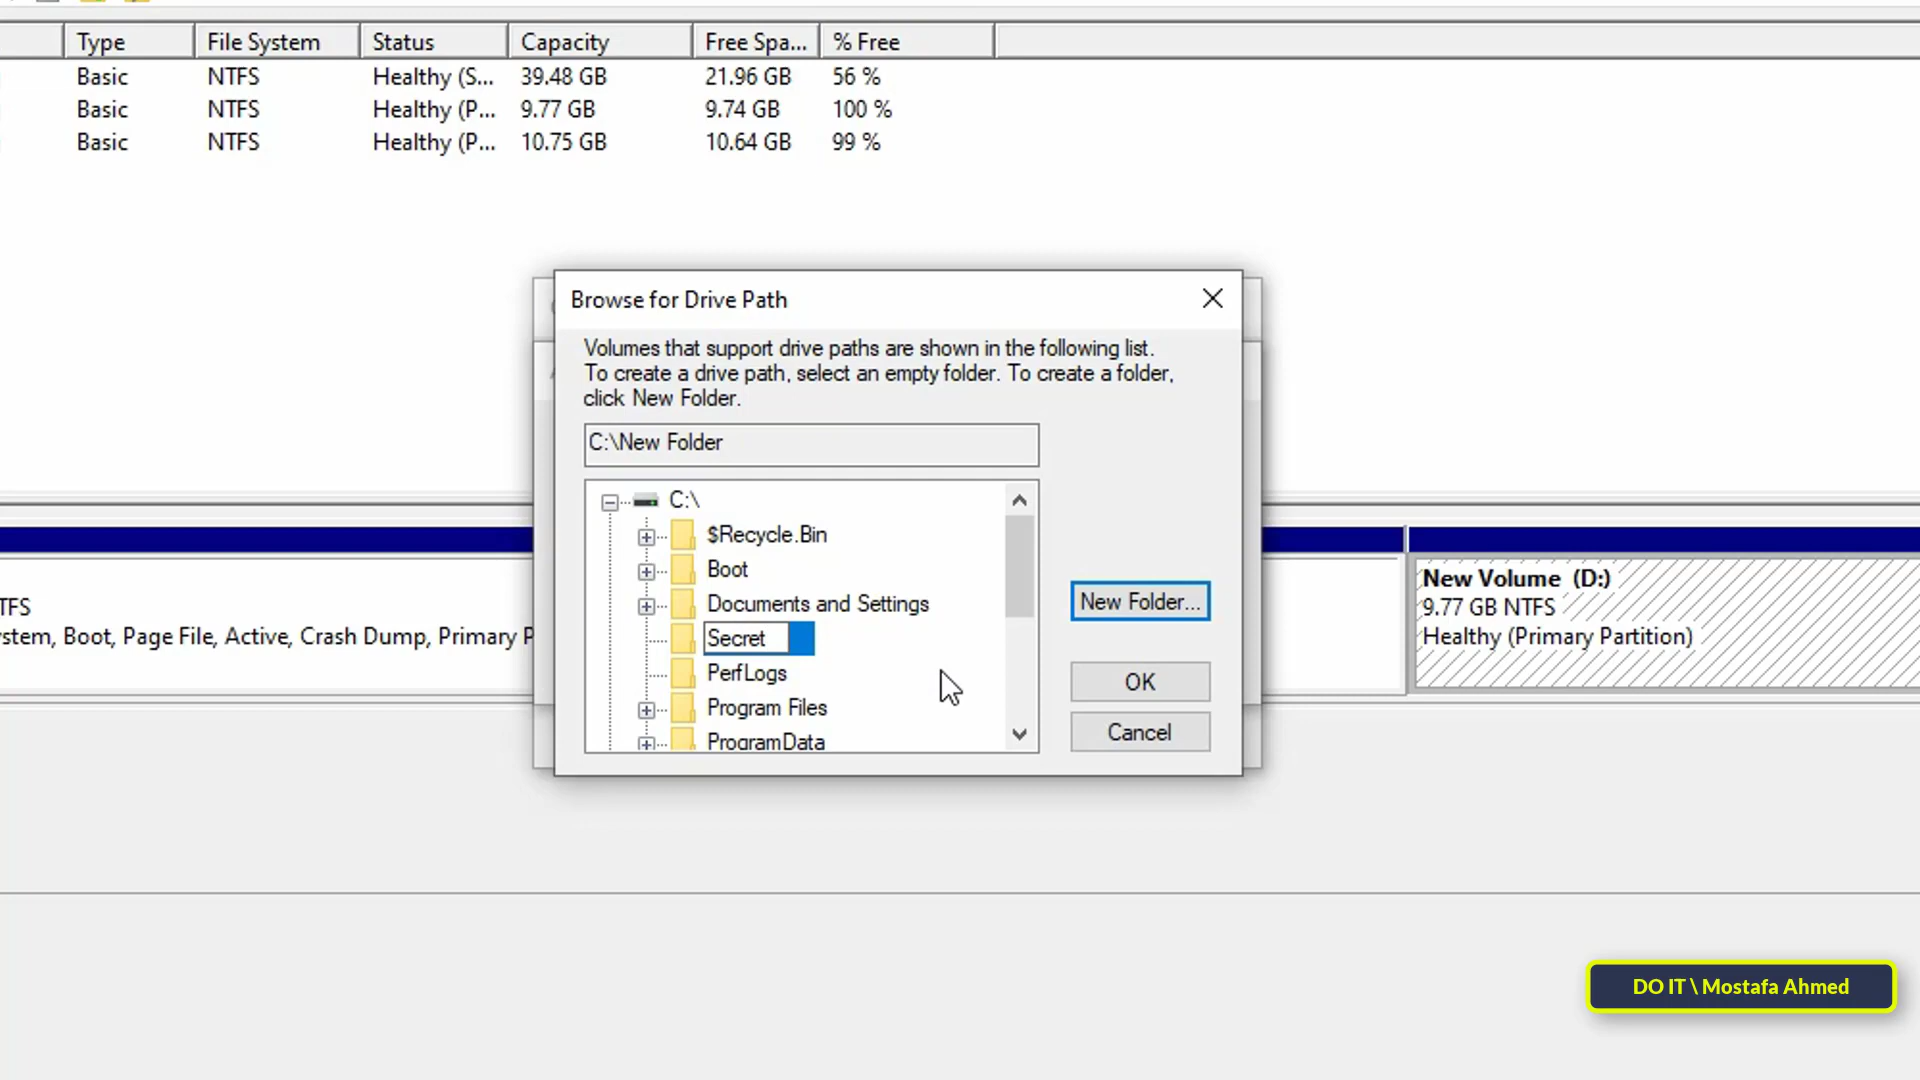 Type File System Status Capacity Free Spa... % Free
Basic NTFS Healthy (S... 39.48 GB 21.96 GB 56 %
Basic NTFS Healthy (P... 9.77 GB 9.74 GB 100 %
Basic NTFS Healthy (P... 10.75 GB 10.64 GB 99 %
Browse for Drive Path
Volumes that support drive paths are shown in the following list.
To create a drive path, select an empty folder. To create a folder,
click New Folder.
C:\New Folder
C:\
$Recycle.Bin
Boot
Documents and Settings
Secret
PerfLogs
Program Files
ProgramData
New Folder...
OK
Cancel
TFS
stem, Boot, Page File, Active, Crash Dump, Primary P
New Volume (D:)
9.77 GB NTFS
Healthy (Primary Partition)
DO IT \ Mostafa Ahmed